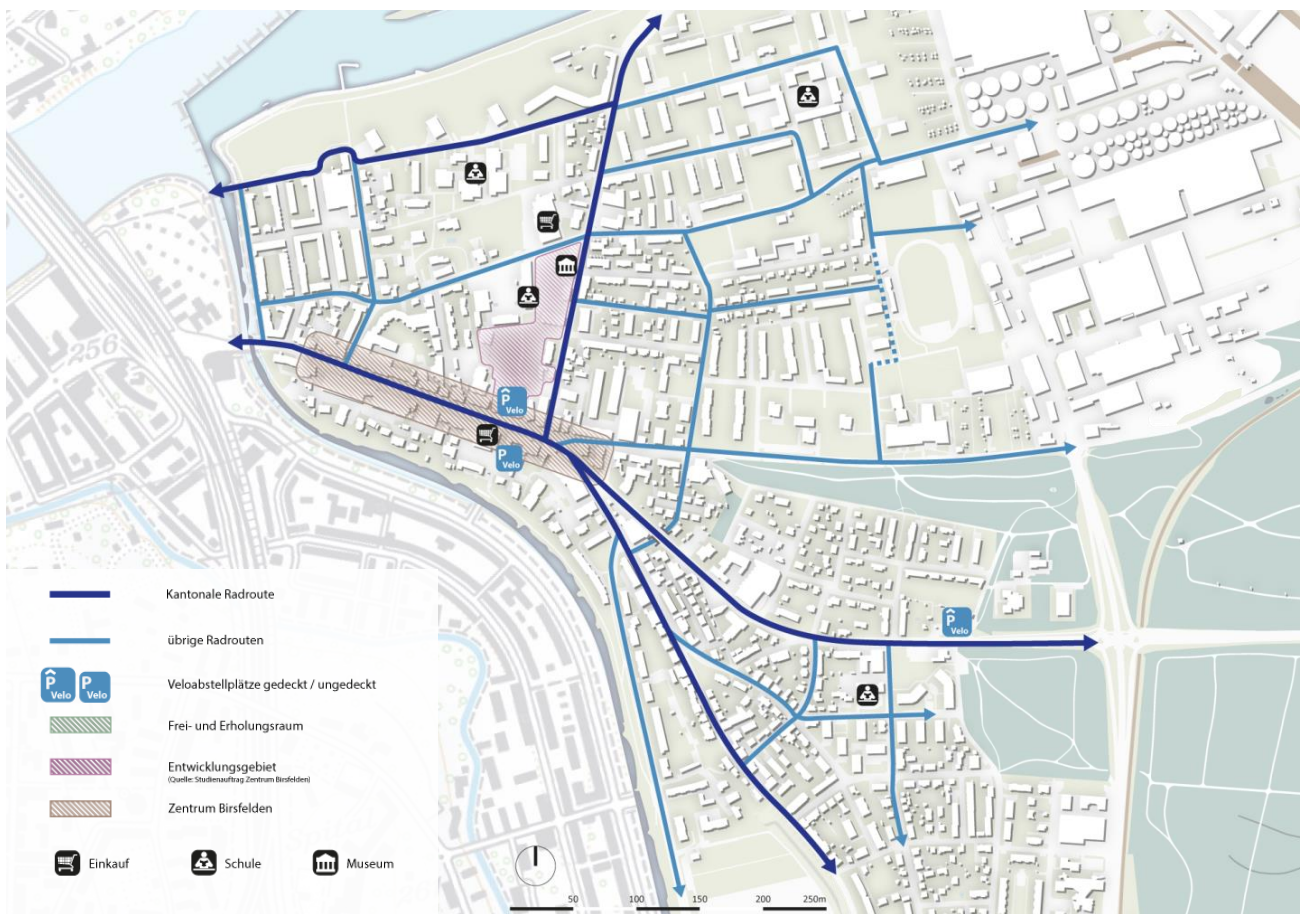 256
P
Velo
P
Velo
P
Velo
Kantonale Radroute
übrige Radrouten
P
Velo
P
Velo
Veloabstellplätze gedeckt / ungedeckt
Frei- und Erholungsraum
Entwicklungsgebiet
(Quelle: Studienauftrag Zentrum Birsfelden)
Zentrum Birsfelden
Einkauf
Schule
Museum
50 100 150 200 250m